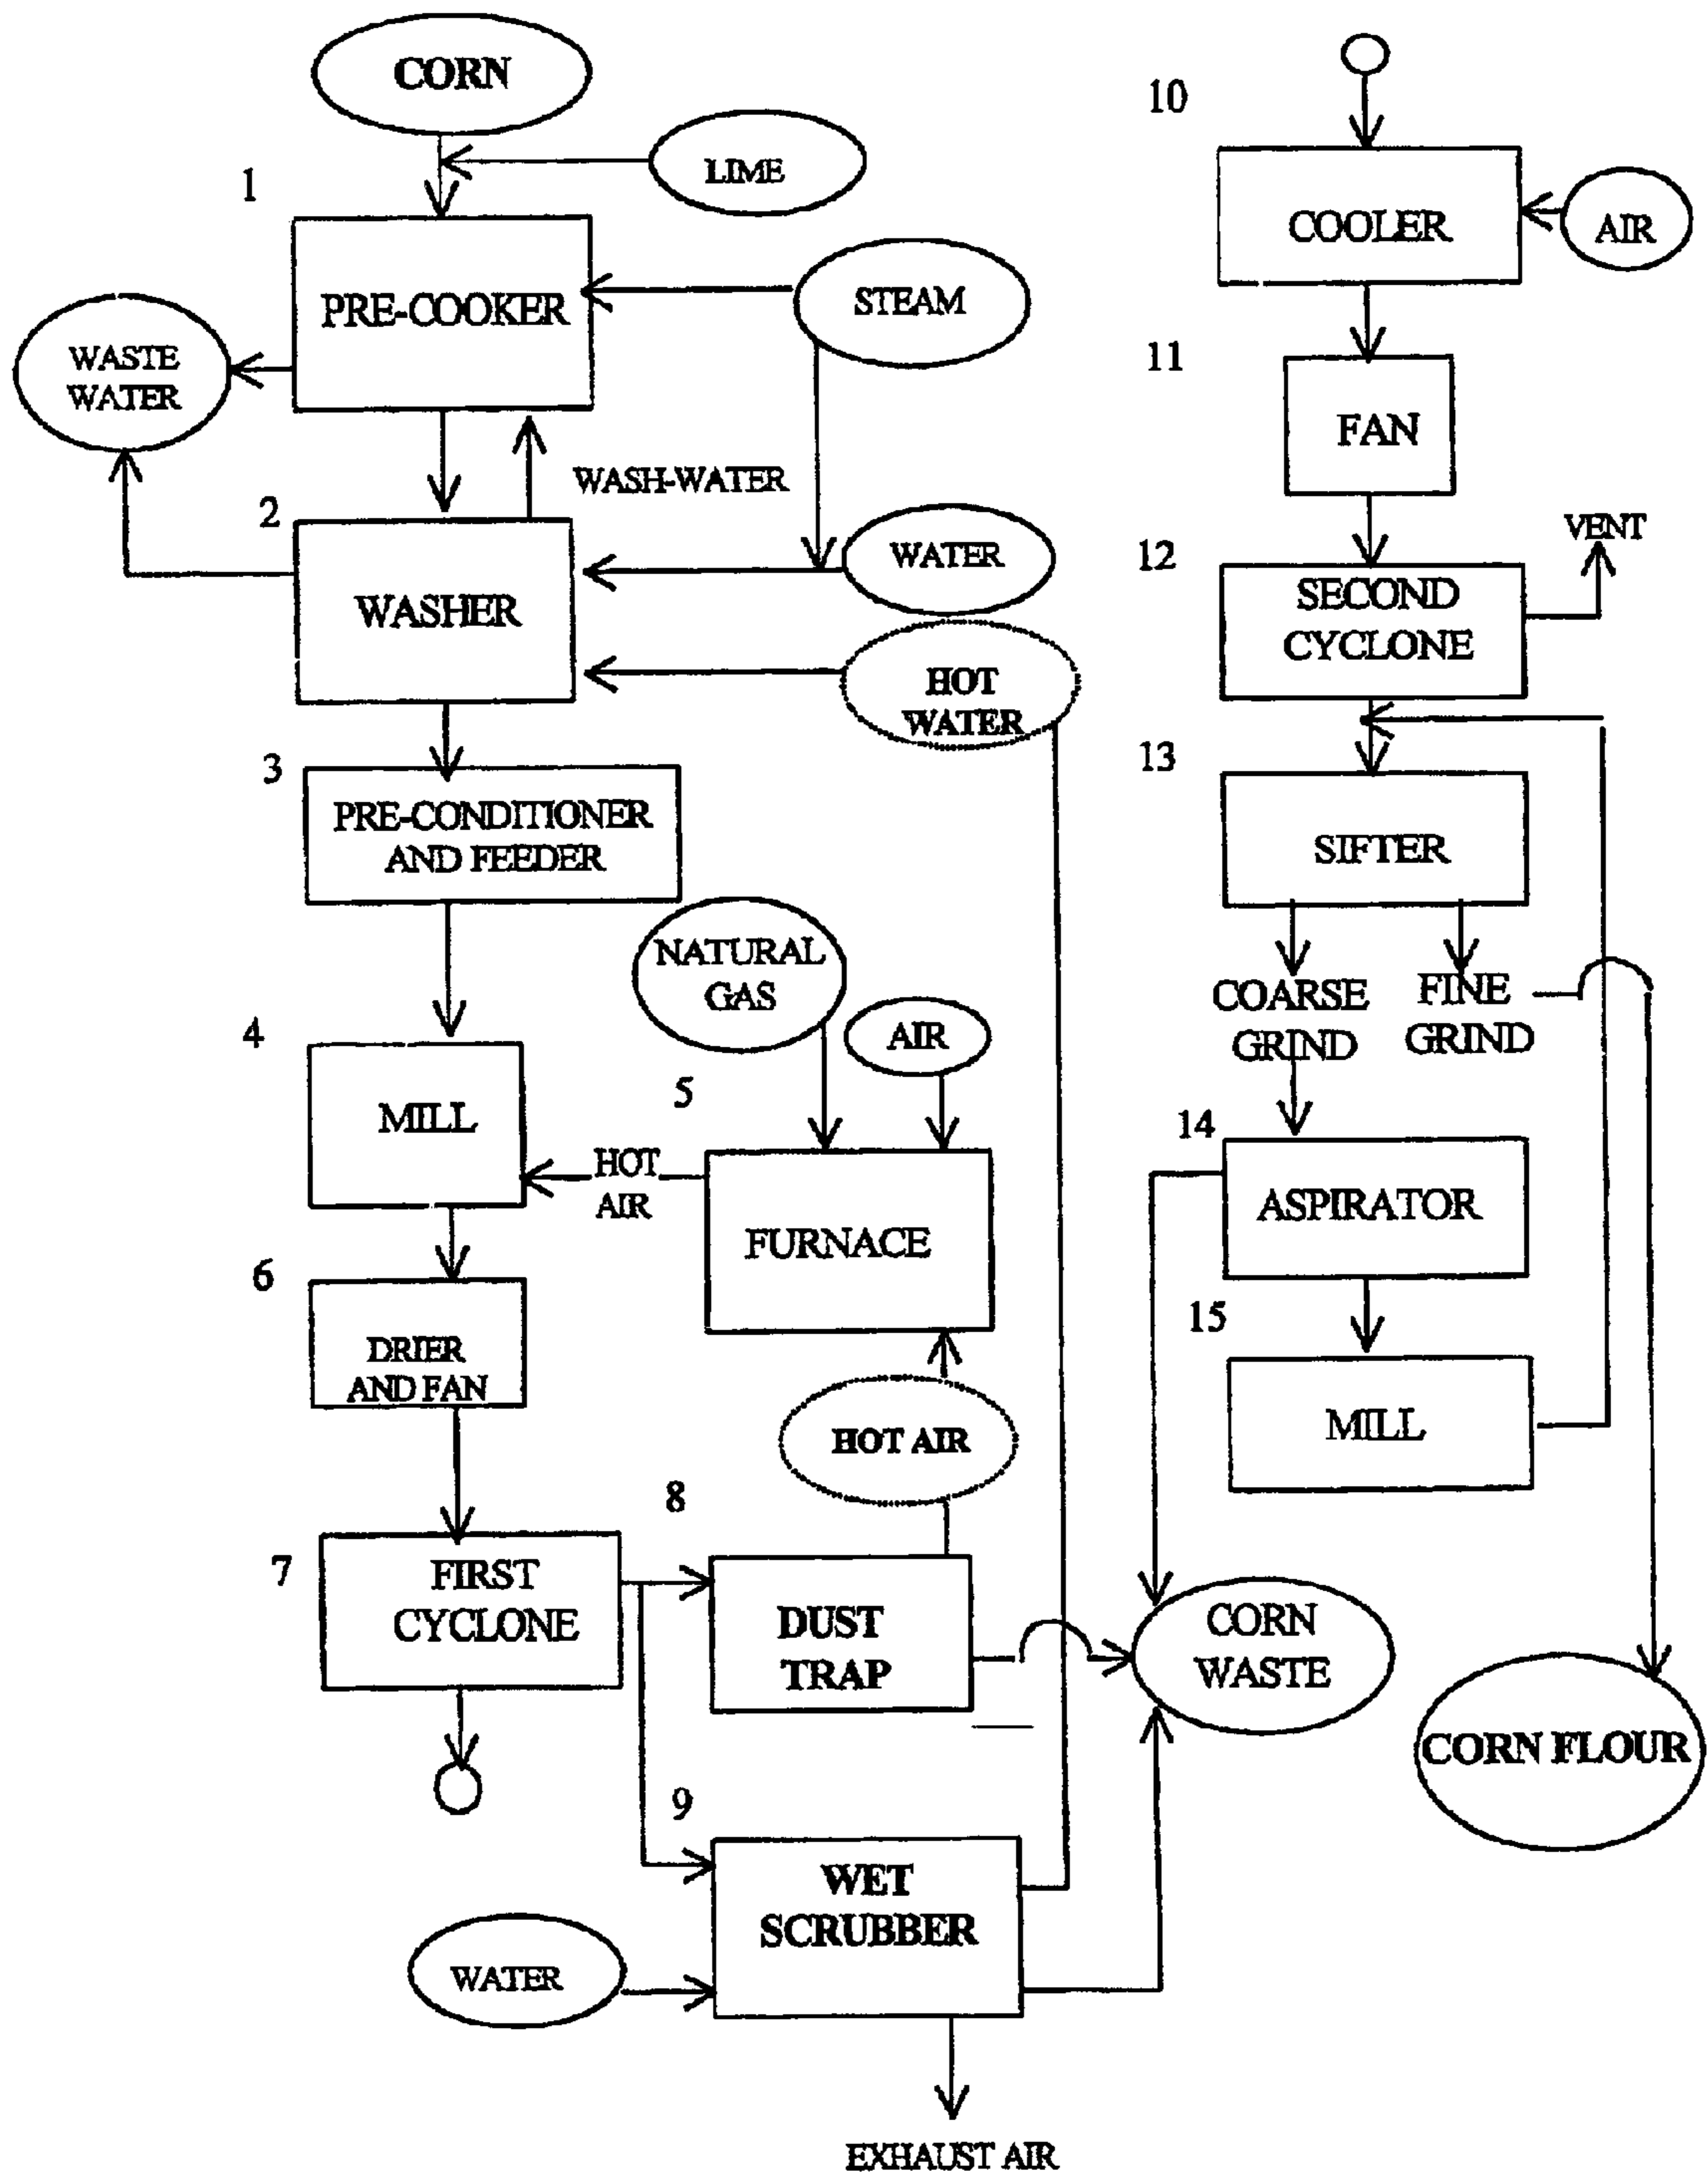 CORN
LIME
1
PRE-COOKER
STEAM
WASTE
WATER
WASH-WATER
2
WASHER
WATER
HOT
WATER
3
PRE-CONDITIONER
AND FEEDER
NATURAL
GAS
AIR
4
MILL
5
HOT
AIR
FURNACE
6
DRIER
AND FAN
HOT AIR
7
FIRST
CYCLONE
8
DUST
TRAP
9
WET
SCRUBBER
WATER
EXHAUST AIR
10
COOLER
AIR
11
FAN
12
SECOND
CYCLONE
VENT
13
SIFTER
COARSE
GRIND
FINE
GRIND
14
ASPIRATOR
15
MILL
CORN
WASTE
CORN FLOUR